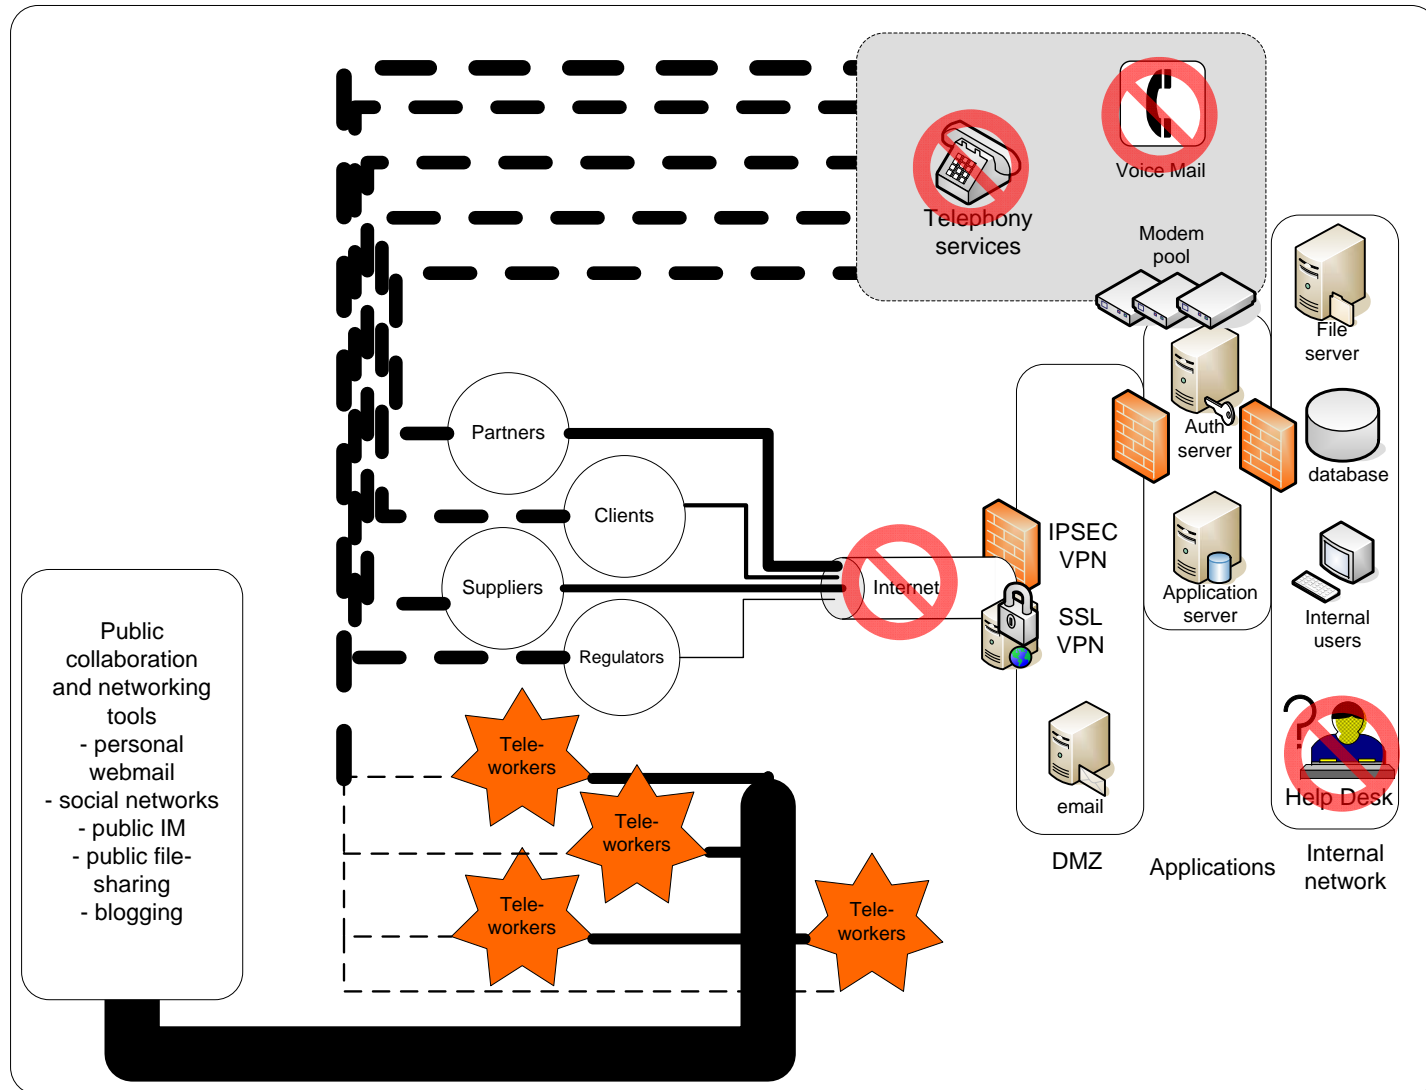 Voice Mail
Telephony
services
Modem
pool
File
server
Partners
Auth
server
database
Clients
IPSEC
VPN
Suppliers
Internet
Application
server
SSL
VPN
Internal
users
Regulators
Public
collaboration
and networking
tools
- personal
webmail
- social networks
- public IM
- public file-
sharing
- blogging
Tele-
workers
Tele-
workers
Tele-
workers
Tele-
workers
?
Help Desk
email
DMZ
Applications
Internal
network